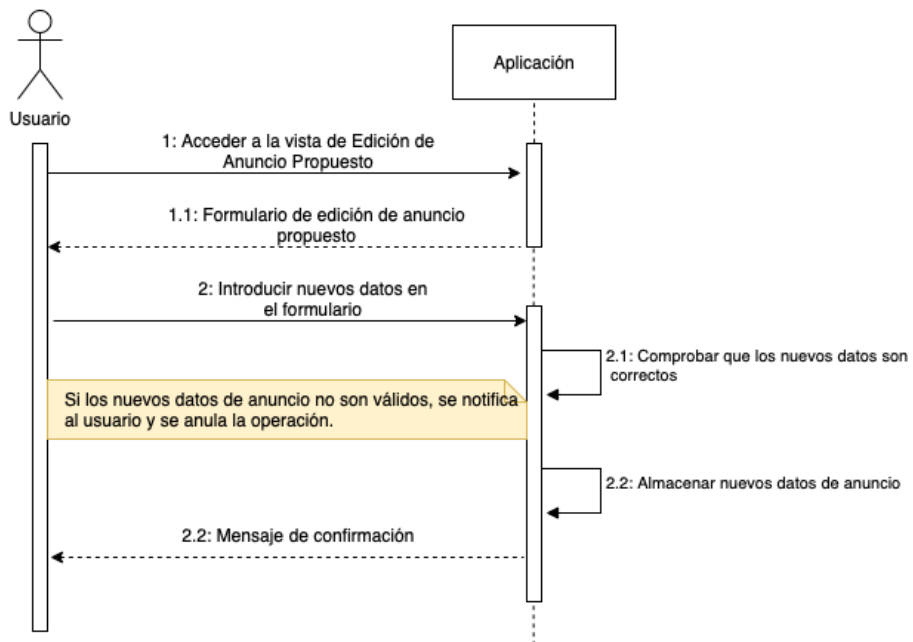 Aplicación
Usuario
1: Acceder a la vista de Edición de
Anuncio Propuesto
1.1: Formulario de edición de anuncio
propuesto
2: Introducir nuevos datos en
el formulario
2.1: Comprobar que los nuevos datos son
correctos
Si los nuevos datos de anuncio no son válidos, se notifica
al usuario y se anula la operación.
2.2: Almacenar nuevos datos de anuncio
2.2: Mensaje de confirmación